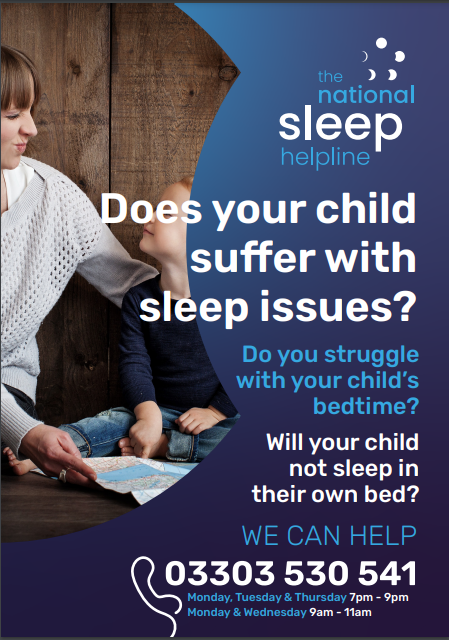 the
national
sleep
helpline
Does your child
suffer with
sleep issues?
Do you struggle
with your child's
bedtime?
Will your child
not sleep in
their own bed?
WE CAN HELP
03303 530 541
Monday, Tuesday & Thursday 7pm - 9pm
Monday & Wednesday 9am - 11am